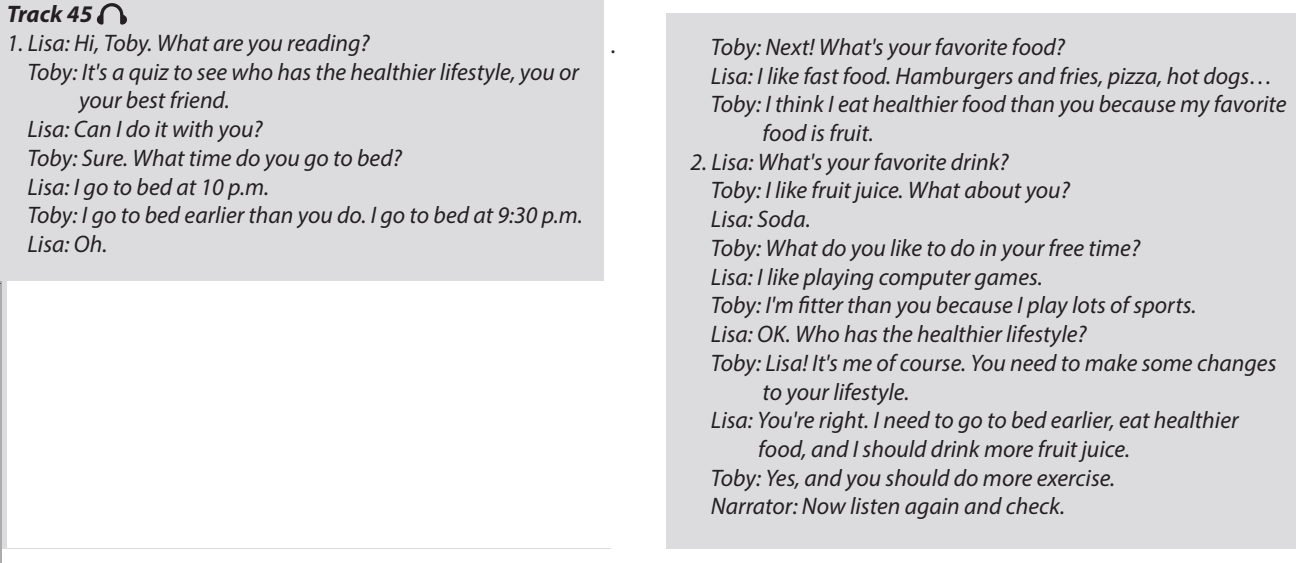 Track 45
1. Lisa: Hi, Toby. What are you reading?
Toby: It's a quiz to see who has the healthier lifestyle, you or
your best friend.
Lisa: Can I do it with you?
Toby: Sure. What time do you go to bed?
Lisa: I go to bed at 10 p.m.
Toby: I go to bed earlier than you do. I go to bed at 9:30 p.m.
Lisa: Oh.
.
Toby: Next! What's your favorite food?
Lisa: I like fast food. Hamburgers and fries, pizza, hot dogs…
Toby: I think I eat healthier food than you because my favorite
food is fruit.
2. Lisa: What's your favorite drink?
Toby: I like fruit juice. What about you?
Lisa: Soda.
Toby: What do you like to do in your free time?
Lisa: I like playing computer games.
Toby: I'm fitter than you because I play lots of sports.
Lisa: OK. Who has the healthier lifestyle?
Toby: Lisa! It's me of course. You need to make some changes
to your lifestyle.
Lisa: You're right. I need to go to bed earlier, eat healthier
food, and I should drink more fruit juice.
Toby: Yes, and you should do more exercise.
Narrator: Now listen again and check.